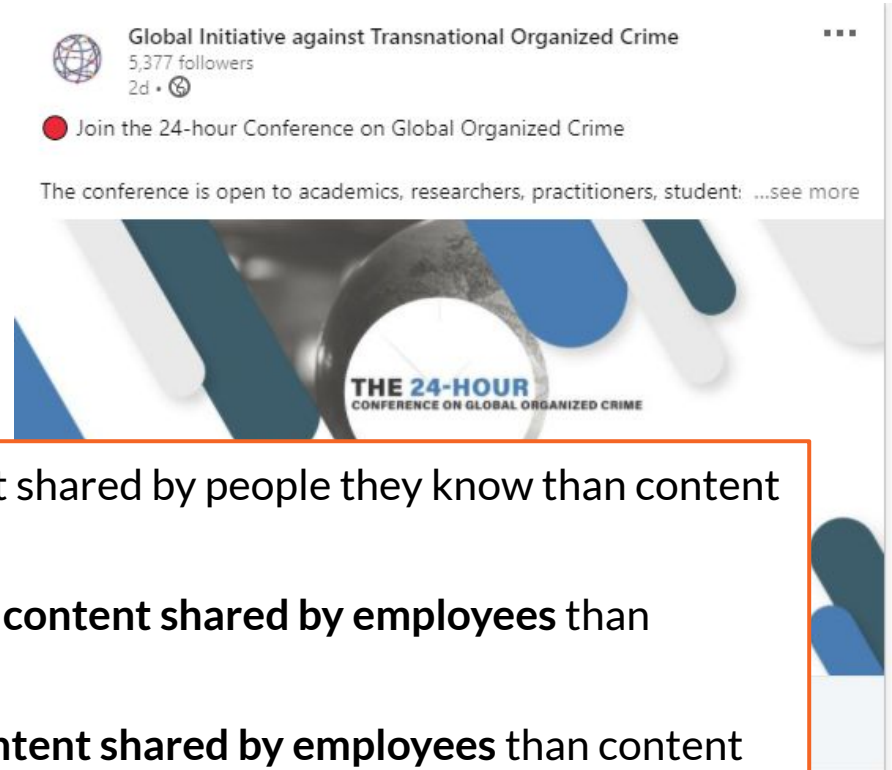 Global Initiative against Transnational Organized Crime
5,377 followers
2d •
Join the 24-hour Conference on Global Organized Crime
The conference is open to academics, researchers, practitioners, student: ...see more
THE 24-HOUR
CONFERENCE ON GLOBAL ORGANIZED CRIME
shared by people they know than content
content shared by employees than
content shared by employees than content